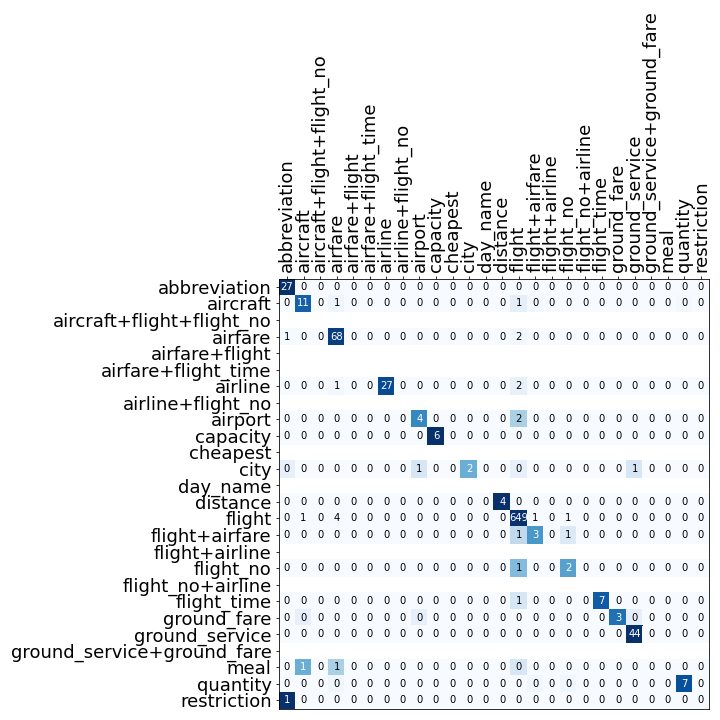 abbreviation
aircraft
aircraft+flight+flight_no
airfare
airfare+flight
airfare+flight_time
airline
airline+flight_no
airport
capacity
cheapest
city
day_name
distance
flight
flight+airfare
flight+airline
flight_no
flight_no+airline
flight_time
ground_fare
ground_service
ground_service+ground_fare
meal
quantity
restriction
abbreviation 27 0 0 0 0 0 0 0 0 0 0 0 0 0 0 0 0 0 0 0 0 0 0 0 0 0
aircraft 0 11 0 1 0 0 0 0 0 0 0 0 0 0 1 0 0 0 0 0 0 0 0 0 0 0
aircraft+flight+flight_no
airfare 1 0 0 68 0 0 0 0 0 0 0 0 0 0 2 0 0 0 0 0 0 0 0 0 0 0
airfare+flight
airfare+flight_time
airline 0 0 0 1 0 0 27 0 0 0 0 0 0 0 2 0 0 0 0 0 0 0 0 0 0 0
airline+flight_no
airport 0 0 0 0 0 0 0 0 4 0 0 0 0 0 2 0 0 0 0 0 0 0 0 0 0 0
capacity 0 0 0 0 0 0 0 0 0 6 0 0 0 0 0 0 0 0 0 0 0 0 0 0 0 0
cheapest
city 0 0 0 0 0 0 0 0 1 0 0 2 0 0 0 0 0 0 0 0 0 1 0 0 0 0
day_name
distance 0 0 0 0 0 0 0 0 0 0 0 0 0 4 0 0 0 0 0 0 0 0 0 0 0 0
flight 0 1 0 4 0 0 0 0 0 0 0 0 0 0 649 1 0 1 0 0 0 0 0 0 0 0
flight+airfare 0 0 0 0 0 0 0 0 0 0 0 0 0 0 1 3 0 1 0 0 0 0 0 0 0 0
flight+airline
flight_no 0 0 0 0 0 0 0 0 0 0 0 0 0 0 1 0 0 2 0 0 0 0 0 0 0 0
flight_no+airline
flight_time 0 0 0 0 0 0 0 0 0 0 0 0 0 0 1 0 0 0 0 7 0 0 0 0 0 0
ground_fare 0 0 0 0 0 0 0 0 0 0 0 0 0 0 0 0 0 0 0 0 3 0 0 0 0 0
ground_service 0 0 0 0 0 0 0 0 0 0 0 0 0 0 0 0 0 0 0 0 0 44 0 0 0 0
ground_service+ground_fare
meal 0 1 0 1 0 0 0 0 0 0 0 0 0 0 0 0 0 0 0 0 0 0 0 0 0 0
quantity 0 0 0 0 0 0 0 0 0 0 0 0 0 0 0 0 0 0 0 0 0 0 0 0 7 0
restriction 1 0 0 0 0 0 0 0 0 0 0 0 0 0 0 0 0 0 0 0 0 0 0 0 0 0